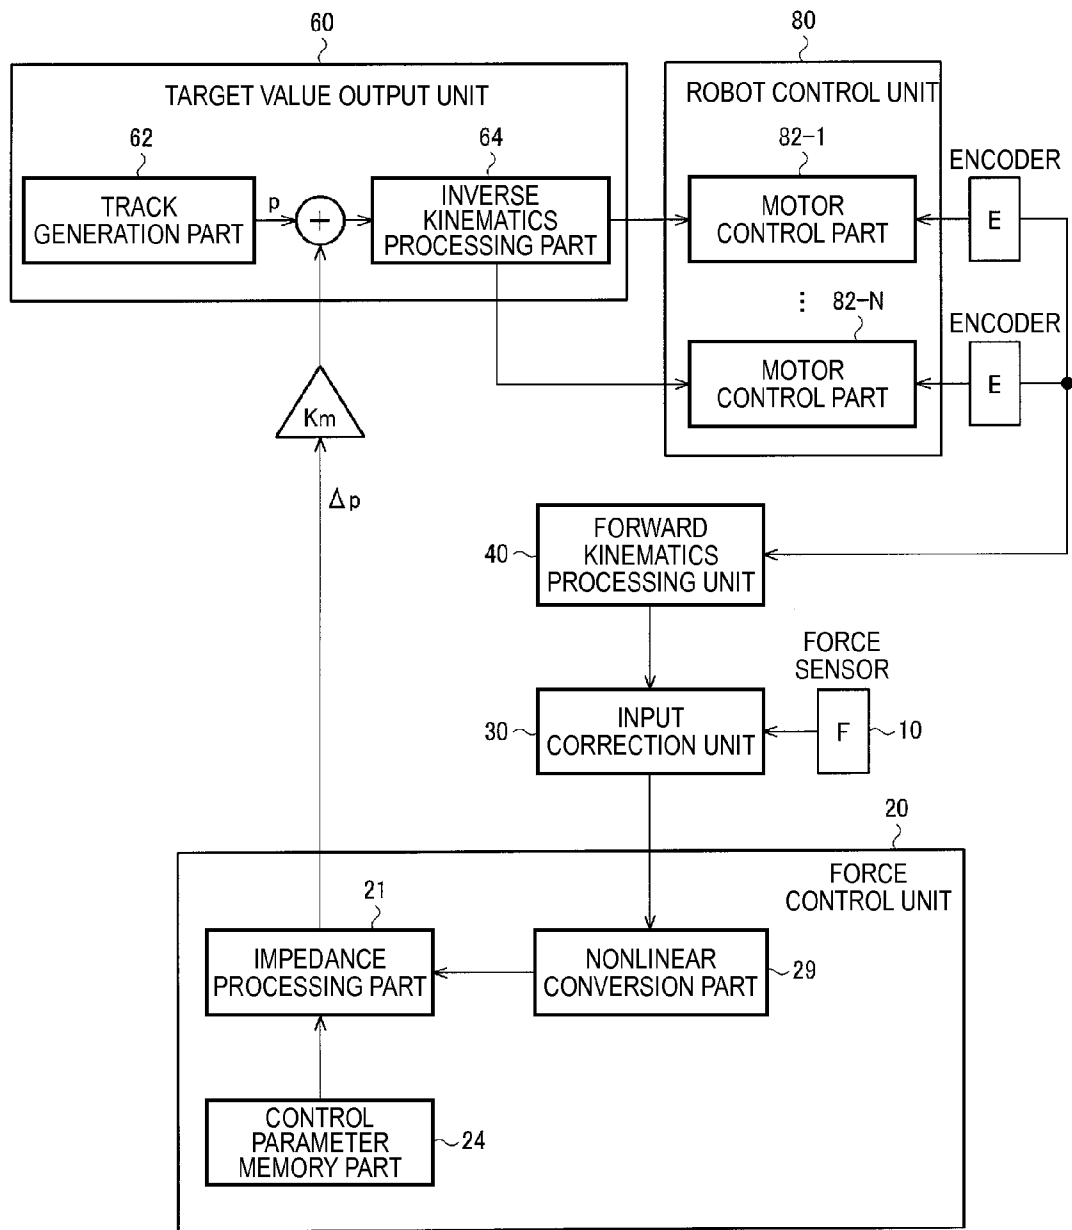 60
80
TARGET VALUE OUTPUT UNIT
ROBOT CONTROL UNIT
62
64
82-1
ENCODER
TRACK
GENERATION PART
p
+
INVERSE
KINEMATICS
PROCESSING PART
MOTOR
CONTROL PART
E
⋮
82-N
ENCODER
MOTOR
CONTROL PART
E
Km
Δp
40
FORWARD
KINEMATICS
PROCESSING UNIT
FORCE
SENSOR
30
INPUT
CORRECTION UNIT
F
10
20
FORCE
CONTROL UNIT
21
IMPEDANCE
PROCESSING PART
NONLINEAR
CONVERSION PART
29
CONTROL
PARAMETER
MEMORY PART
24